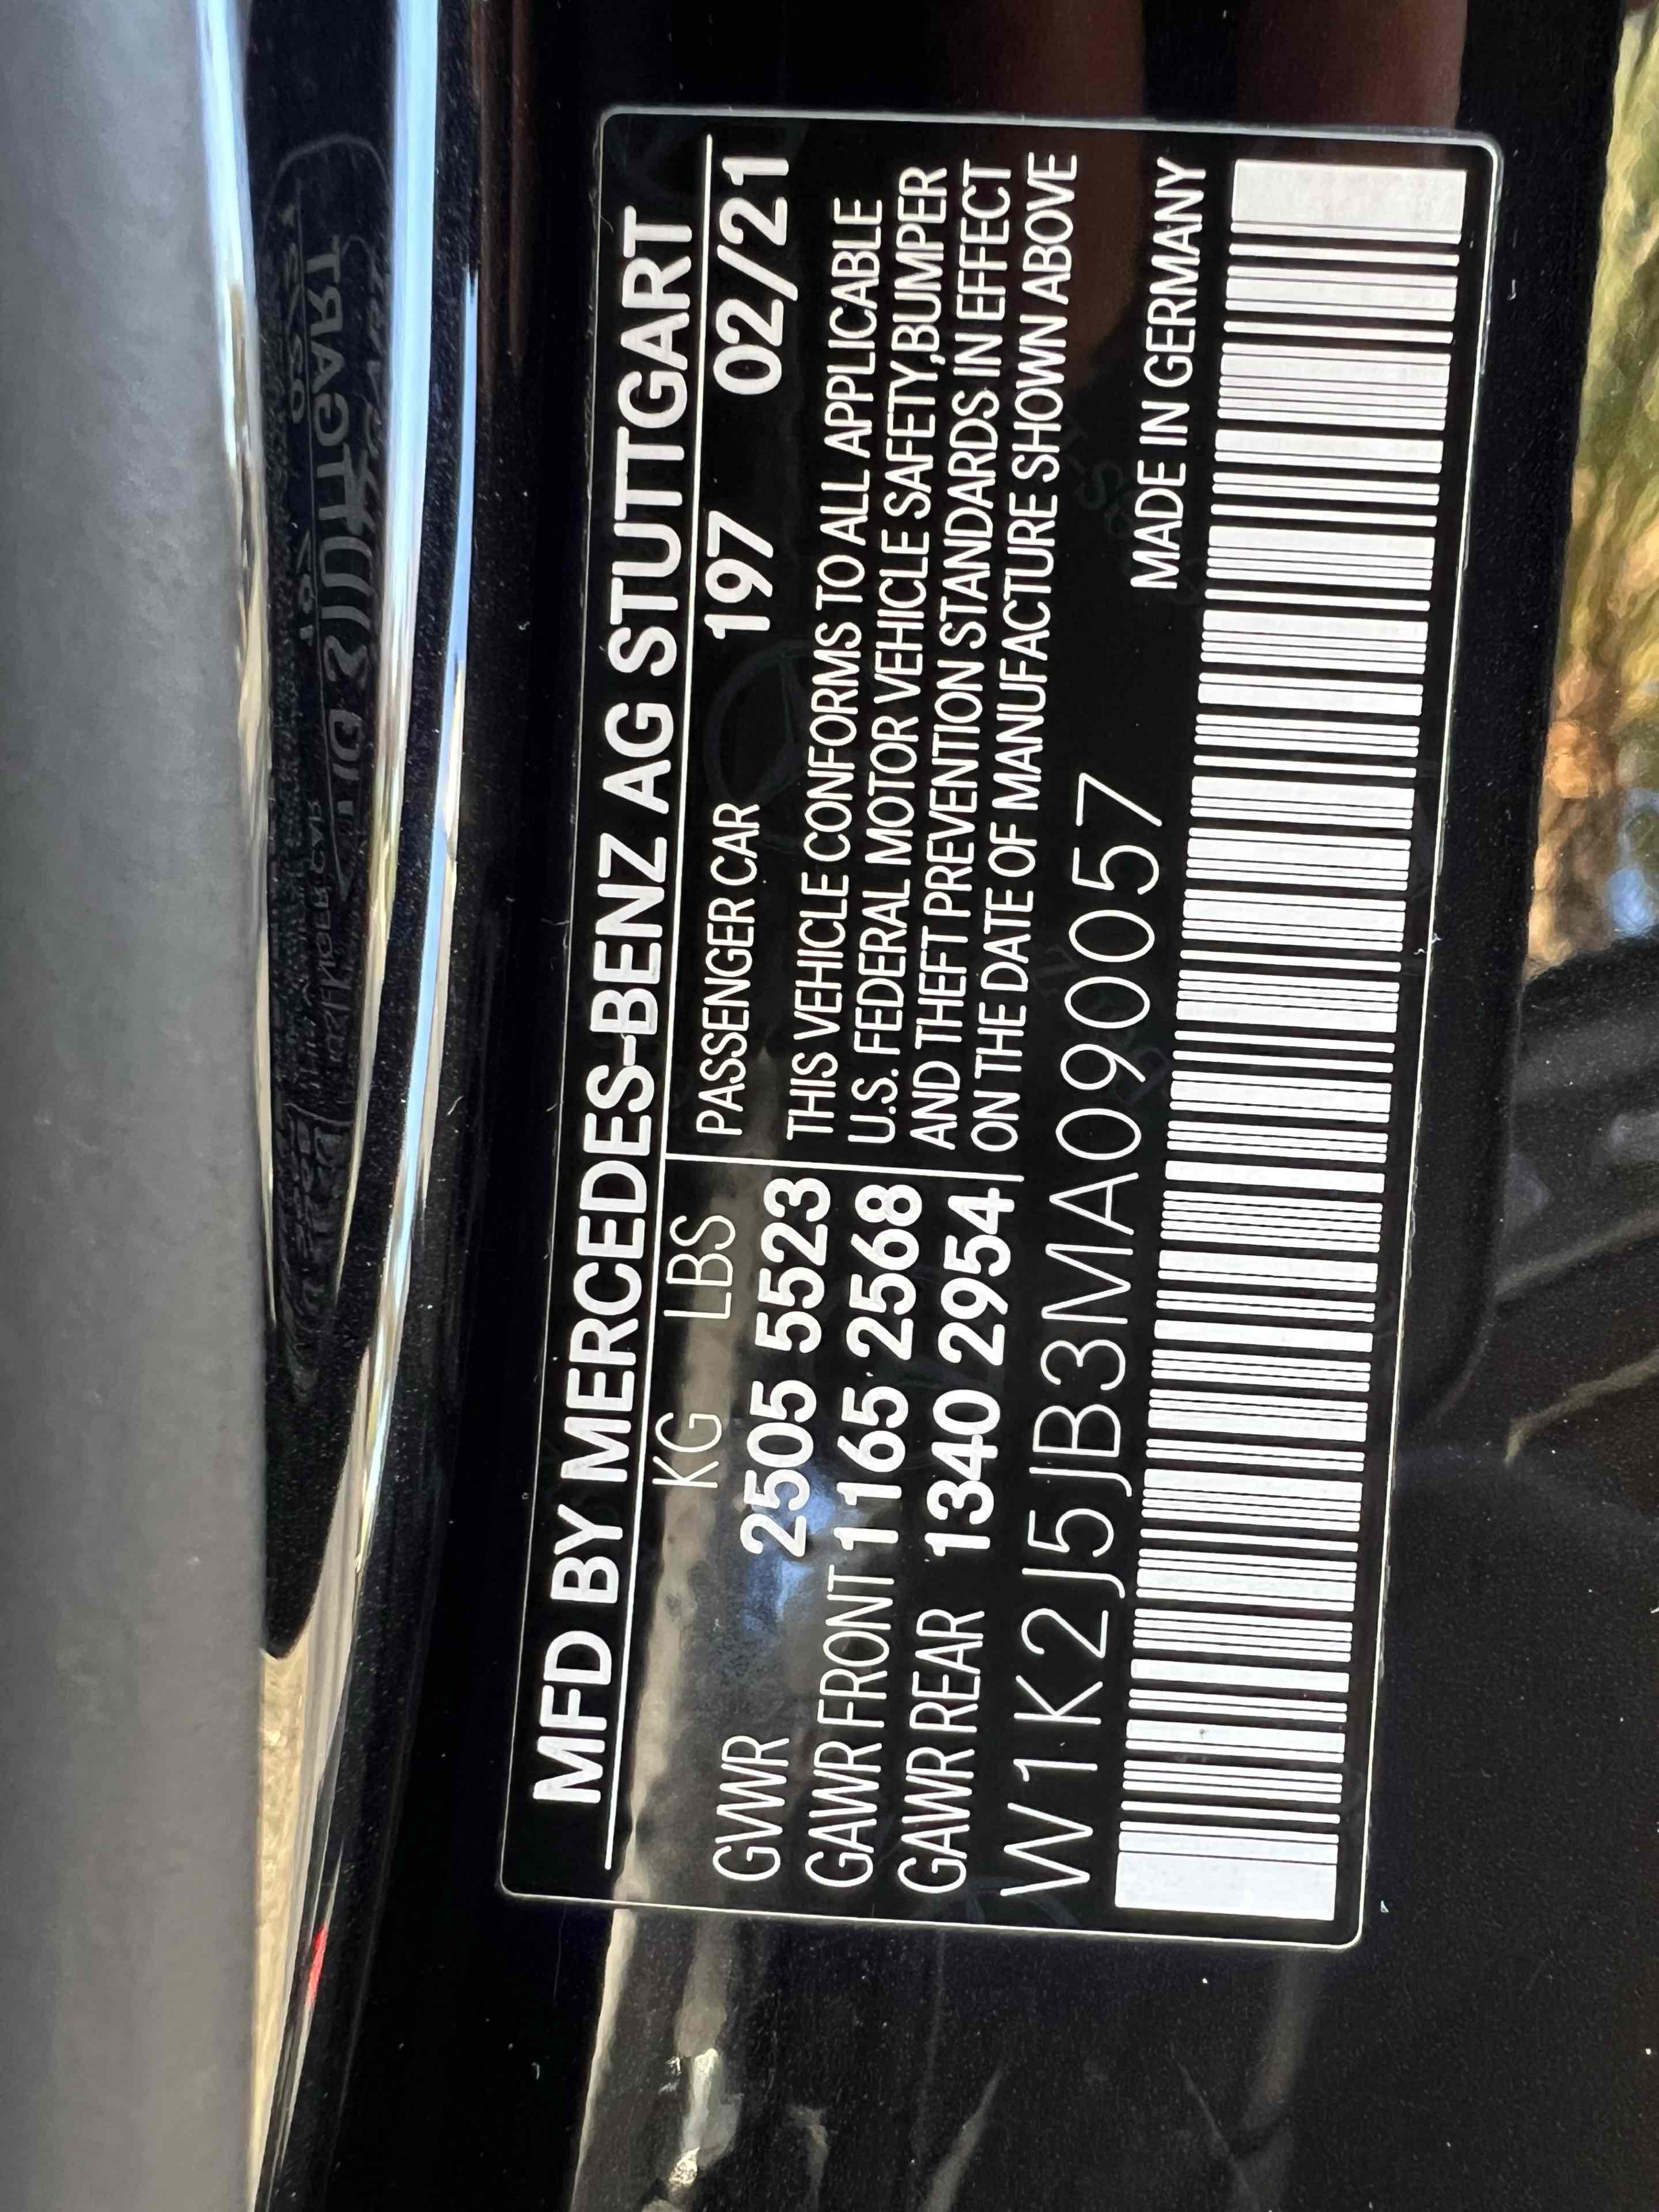 MFD BY MERCEDES-BENZ AG STUTTGART
KG LBS PASSENGER CAR 197 02/21
GVWR 2505 5523
GAWR FRONT 1165 2568
GAWR REAR 1340 2954
THIS VEHICLE CONFORMS TO ALL APPLICABLE
U.S. FEDERAL MOTOR VEHICLE SAFETY,BUMPER
AND THEFT PREVENTION STANDARDS IN EFFECT
ON THE DATE OF MANUFACTURE SHOWN ABOVE
W1K2J5JB3MA090057
MADE IN GERMANY